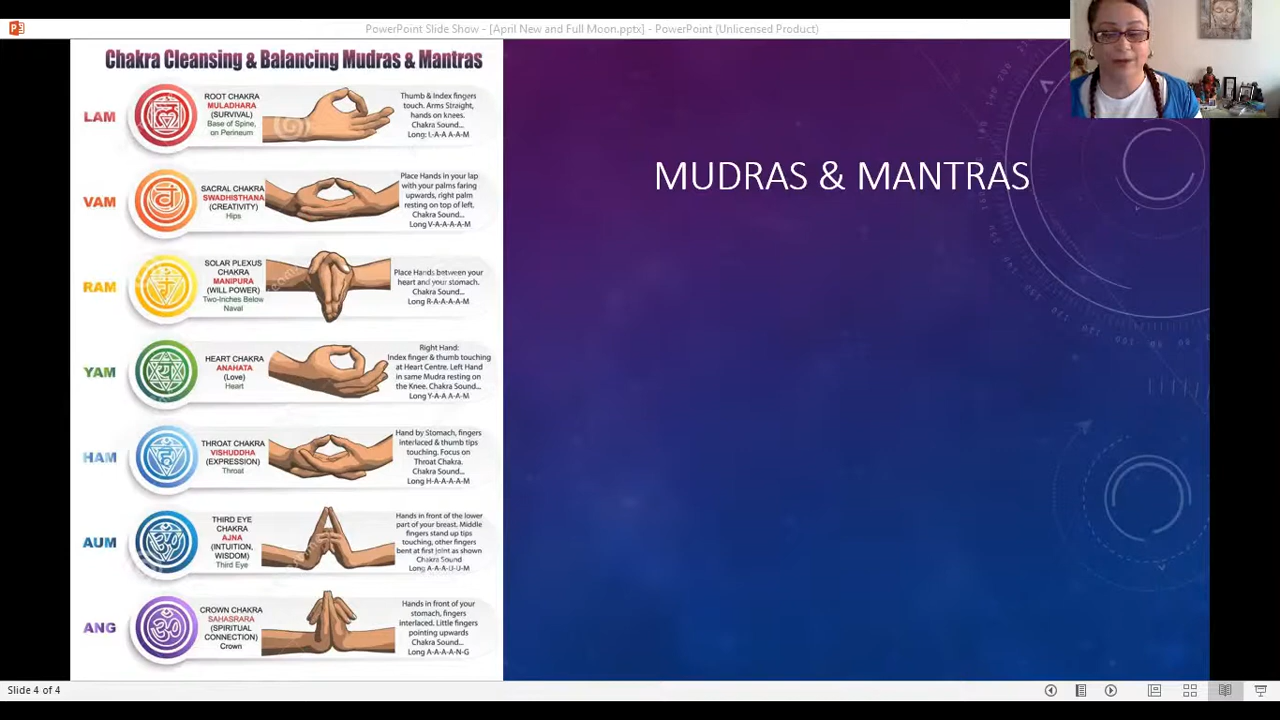 PowerPoint Slide Show - [April New and Full Moon.pptx] - PowerPoint (Unlicensed Product)
Chakra Cleansing & Balancing Mudras & Mantras
LAM
ROOT CHAKRA
MULADHARA
(SURVIVAL)
Base of Spine,
on Perineum
Thumb & Index fingers
touch. Arms Straight,
hands on knees.
Chakra Sound...
Long: L-A-A A-A-M
VAM
SACRAL CHAKRA
SWADHISTHANA
(CREATIVITY)
Hips
Place Hands in your lap
with your palms faring
upwards, right palm
resting on top of left.
Chakra Sound...
Long V-A-A-A-A-M
RAM
SOLAR PLEXUS
CHAKRA
MANIPURA
(WILL POWER)
Two-Inches Below
Naval
Place Hands between your
heart and your stomach.
Chakra Sound...
Long R-A-A-A-A-M
YAM
HEART CHAKRA
ANAHATA
(Love)
Heart
Right Hand:
Index finger & thumb touching
at Heart Centre. Left Hand
in same Mudra resting on
the Knee. Chakra Sound...
Long Y-A-A A-A-M
HAM
THROAT CHAKRA
VISHUDDHA
(EXPRESSION)
Throat
Hand by Stomach, fingers
interlaced & thumb tips
touching. Focus on
Throat Chakra.
Chakra Sound...
Long H-A-A-A-A-M
AUM
THIRD EYE
CHAKRA
AJNA
(INTUITION,
WISDOM)
Third Eye
Hands in front of the lower
part of your breast. Middle
fingers stand up tips
touching, other fingers
bent at first joint as shown
Chakra Sound
Long A-A-A-U-U-M
ANG
CROWN CHAKRA
SAHASRARA
(SPIRITUAL
CONNECTION)
Crown
Hands in front of your
stomach, fingers
interlaced. Little fingers
pointing upwards
Chakra Sound...
Long A-A-A-A-N-G
MUDRAS & MANTRAS
Slide 4 of 4